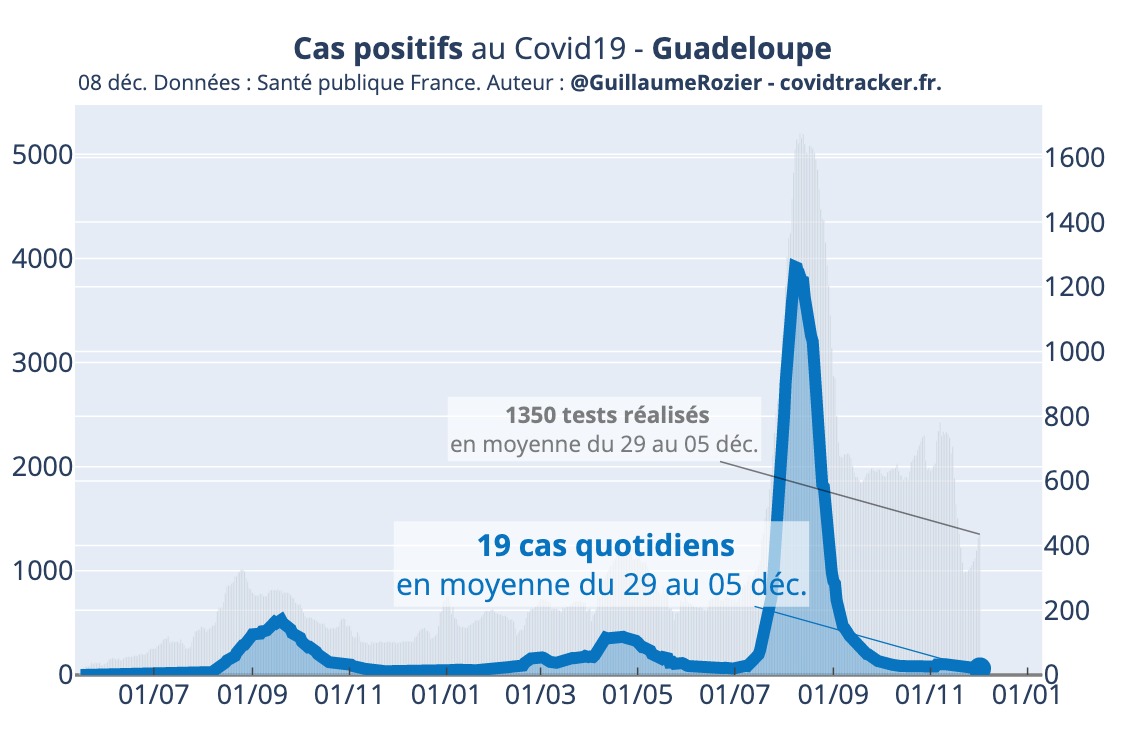 Cas positifs au Covid19 - Guadeloupe
08 déc. Données : Santé publique France. Auteur : @GuillaumeRozier - covidtracker.fr.
5000
4000
3000
2000
1000
0
1600
1400
1200
1000
800
600
400
200
0
1350 tests réalisés
en moyenne du 29 au 05 déc.
19 cas quotidiens
en moyenne du 29 au 05 déc.
01/07 01/09 01/11 01/01 01/03 01/05 01/07 01/09 01/11 01/01